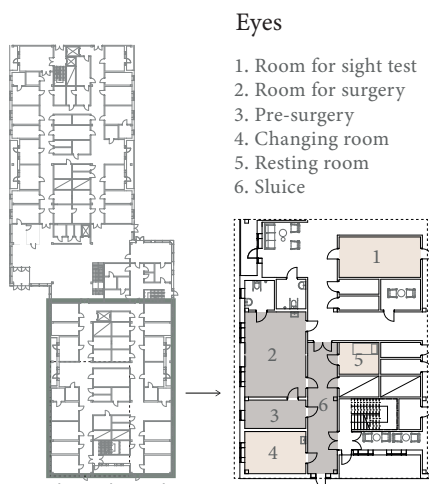 Eyes
1. Room for sight test
2. Room for surgery
3. Pre-surgery
4. Changing room
5. Resting room
6. Sluice
1
2
5
6
3
4